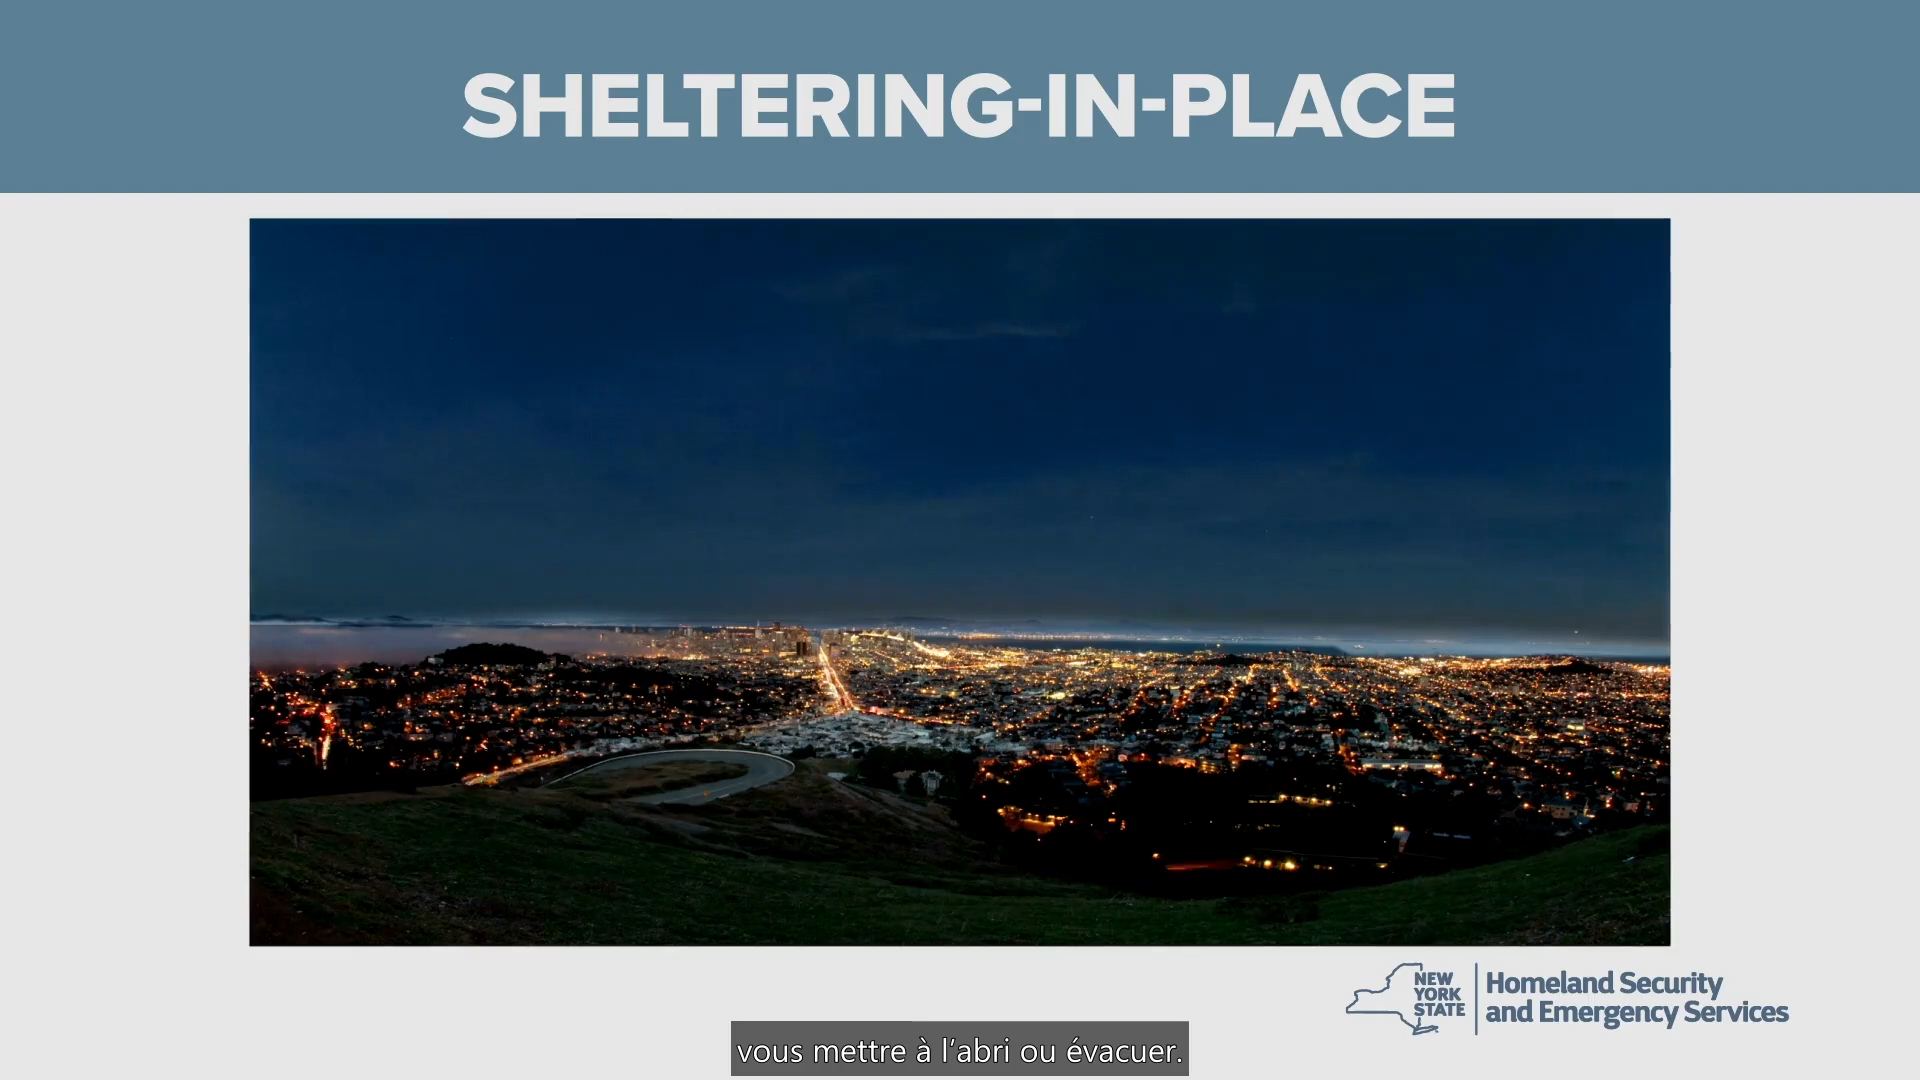 SHELTERING-IN-PLACE
NEW
YORK
STATE
Homeland Security
and Emergency Services
vous mettre à l'abri ou évacuer.